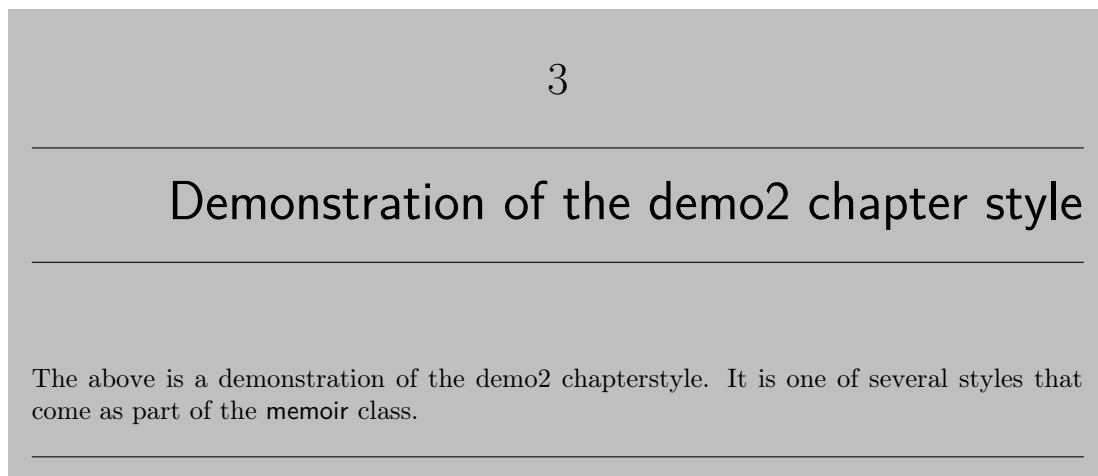 3
Demonstration of the demo2 chapter style
The above is a demonstration of the demo2 chapterstyle. It is one of several styles that
come as part of the memoir class.